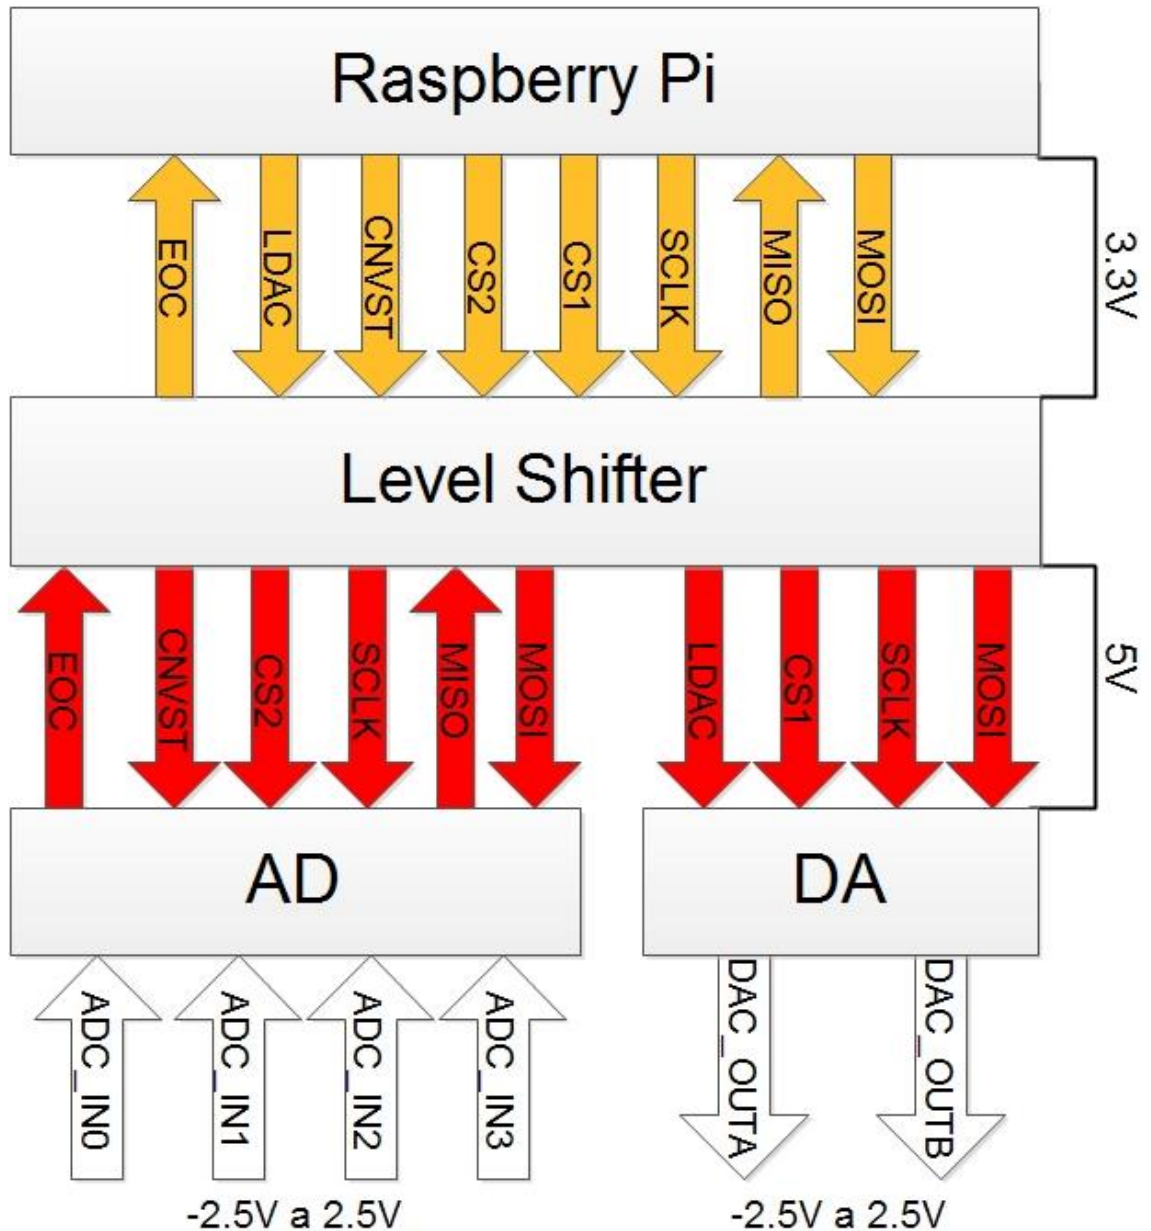 Raspberry Pi
EOC
LDAC
CNVST
CS2
CS1
SCLK
MISO
MOSI
3.3V
Level Shifter
EOC
CNVST
CS2
SCLK
MISO
MOSI
LDAC
CS1
SCLK
MOSI
5V
AD
DA
ADC_IN0
ADC_IN1
ADC_IN2
ADC_IN3
DAC_OUTA
DAC_OUTB
-2.5V a 2.5V
-2.5V a 2.5V